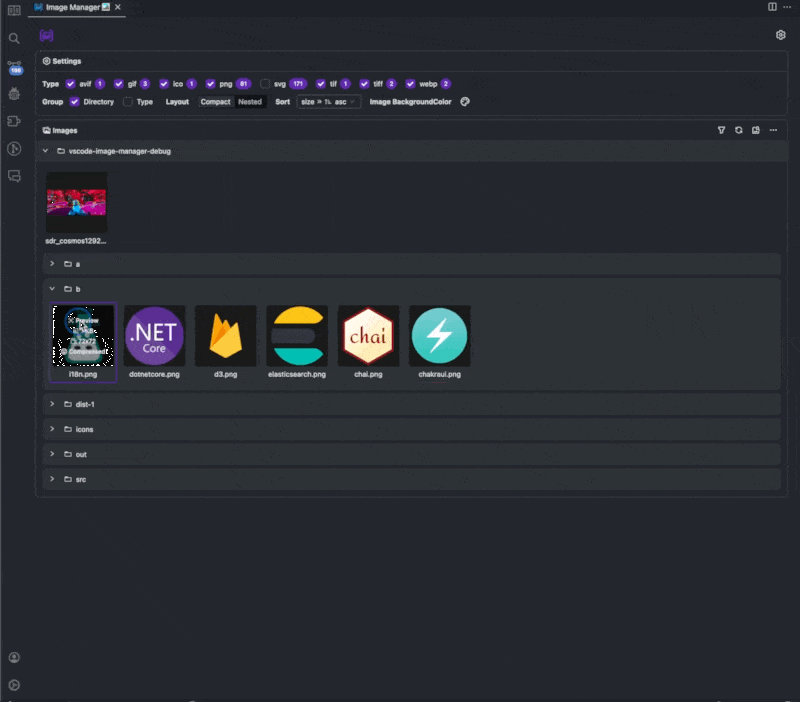 Image Manager
Settings
Type avif 1 gif 3 ico 1 png 81 svg 171 tif 1 tiff 2 webp 2
Group Directory Type Layout Compact Nested Sort size asc Image BackgroundColor
Images
vscode-image-manager-debug
sdr_cosmos1292...
a
b
Preview
72x72
Compressed
.NET
Core
chai
i18n.png dotnetcore.png d3.png elasticsearch.png chai.png chakraui.png
dist-1
icons
out
src